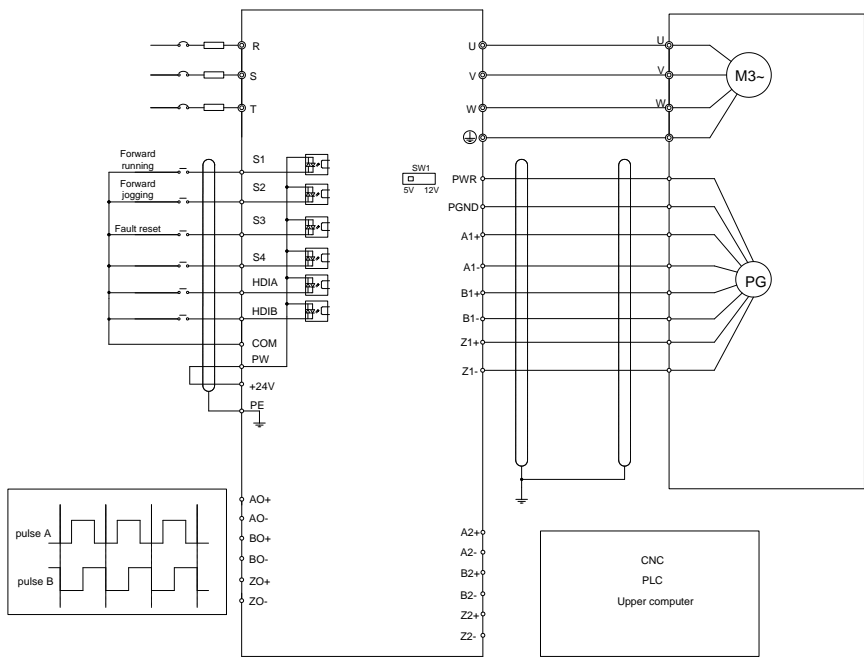 R
S
T
U
V
W
U
V
W
M3~
Forward
running
Forward
jogging
Fault reset
S1
S2
S3
S4
HDIA
HDIB
COM
PW
+24V
PE
SW1
5V 12V
PWR
PGND
A1+
A1-
B1+
B1-
Z1+
Z1-
PG
pulse A
pulse B
AO+
AO-
BO+
BO-
ZO+
ZO-
A2+
A2-
B2+
B2-
Z2+
Z2-
CNC
PLC
Upper computer